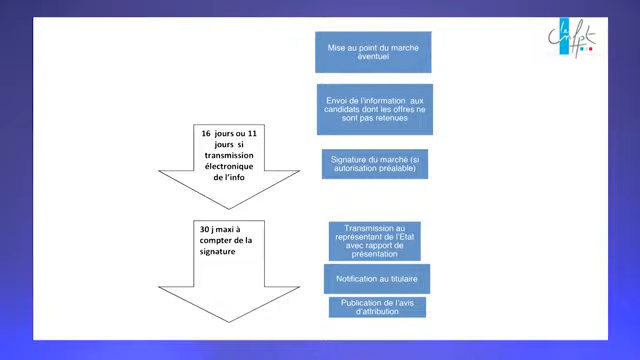 Mise au point du marché
éventuel
Envoi de l'information aux
candidats dont les offres ne
sont pas retenues
16 jours ou 11
jours si
transmission
électronique
de l'info
Signature du marché (si
autorisation préalable)
30 j maxi à
compter de la
signature
Transmission au
représentant de l'Etat
avec rapport de
présentation
Notification au titulaire
Publication de l'avis
d'attribution